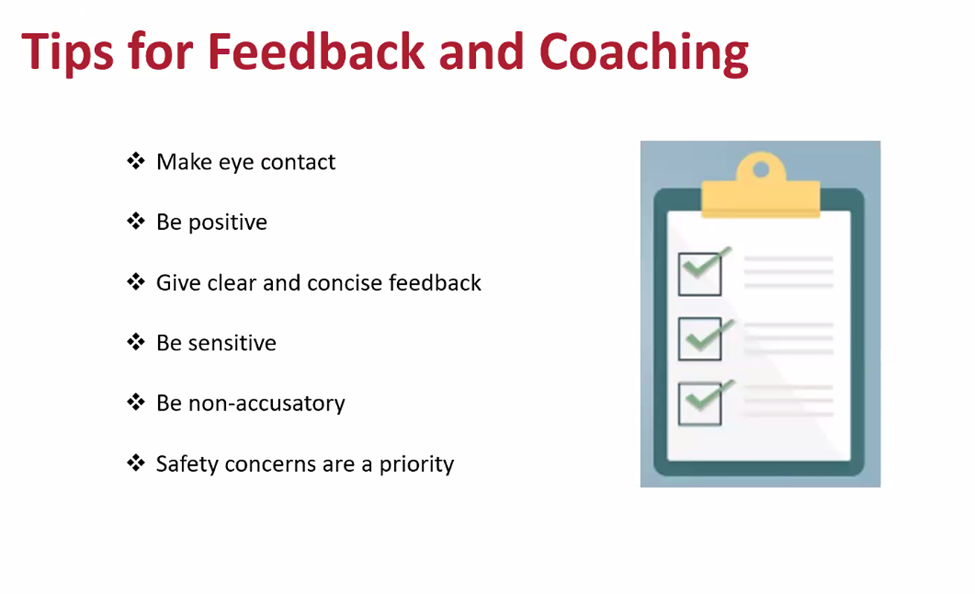 Tips for Feedback and Coaching
❖ Make eye contact
❖ Be positive
❖ Give clear and concise feedback
❖ Be sensitive
❖ Be non-accusatory
❖ Safety concerns are a priority